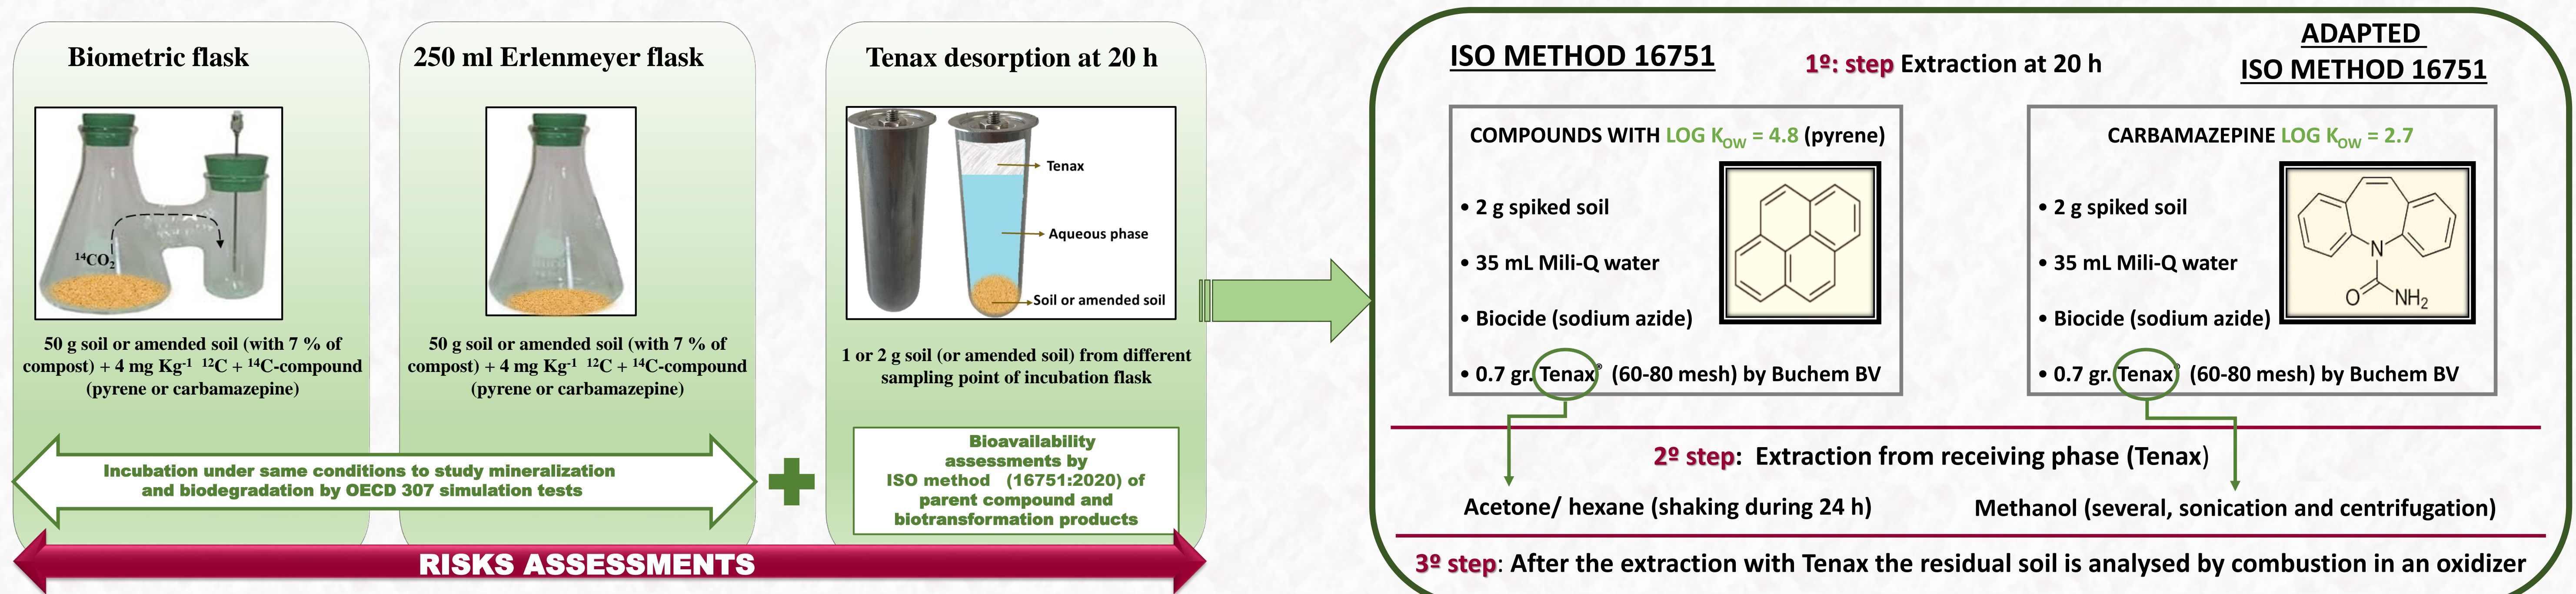 Biometric flask
¹⁴CO₂
50 g soil or amended soil (with 7 % of
compost) + 4 mg Kg⁻¹ ¹²C + ¹⁴C-compound
(pyrene or carbamazepine)
250 ml Erlenmeyer flask
50 g soil or amended soil (with 7 % of
compost) + 4 mg Kg⁻¹ ¹²C + ¹⁴C-compound
(pyrene or carbamazepine)
Incubation under same conditions to study mineralization
and biodegradation by OECD 307 simulation tests
Tenax desorption at 20 h
Tenax
Aqueous phase
Soil or amended soil
1 or 2 g soil (or amended soil) from different
sampling point of incubation flask
Bioavailability
assessments by
ISO method (16751:2020) of
parent compound and
biotransformation products
RISKS ASSESSMENTS
ISO METHOD 16751
1º: step Extraction at 20 h
ADAPTED
ISO METHOD 16751
COMPOUNDS WITH LOG K_OW = 4.8 (pyrene)
• 2 g spiked soil
• 35 mL Mili-Q water
• Biocide (sodium azide)
• 0.7 gr. Tenax® (60-80 mesh) by Buchem BV
CARBAMAZEPINE LOG K_OW = 2.7
• 2 g spiked soil
• 35 mL Mili-Q water
• Biocide (sodium azide)
• 0.7 gr. Tenax® (60-80 mesh) by Buchem BV
N
O
NH₂
2º step: Extraction from receiving phase (Tenax)
Acetone/ hexane (shaking during 24 h)
Methanol (several, sonication and centrifugation)
3º step: After the extraction with Tenax the residual soil is analysed by combustion in an oxidizer